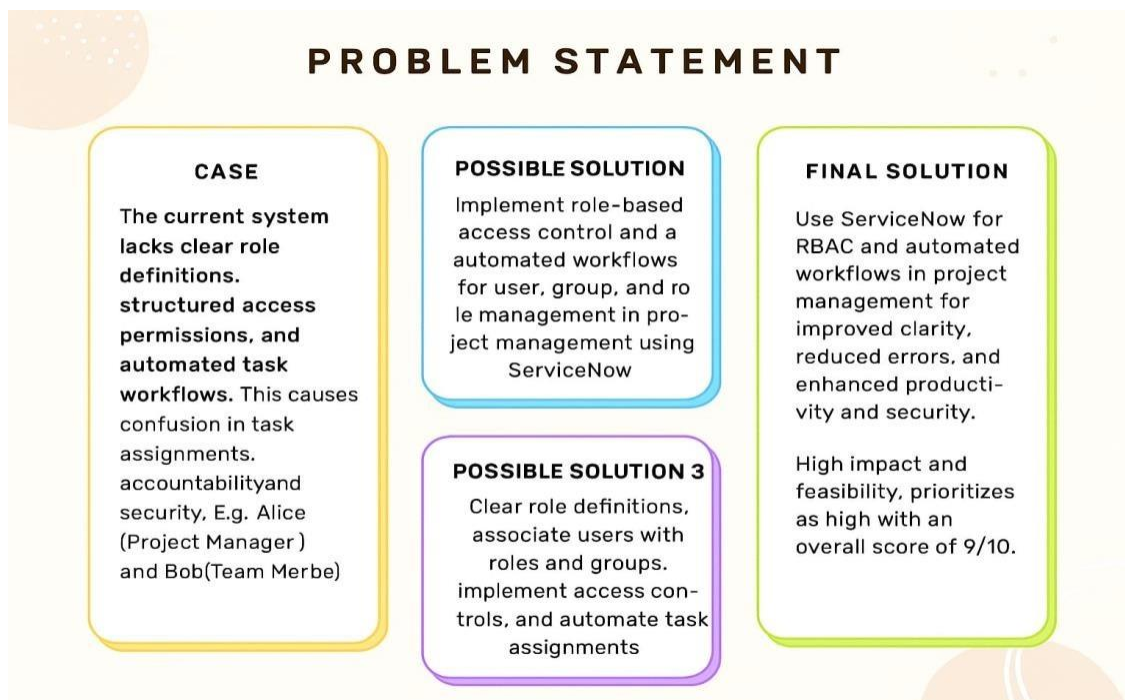 PROBLEM STATEMENT
CASE
The current system
lacks clear role
definitions.
structured access
permissions, and
automated task
workflows. This causes
confusion in task
assignments.
accountabilityand
security, E.g. Alice
(Project Manager )
and Bob(Team Merbe)
POSSIBLE SOLUTION
Implement role-based
access control and a
automated workflows
for user, group, and ro
le management in pro-
ject management using
ServiceNow
POSSIBLE SOLUTION 3
Clear role definitions,
associate users with
roles and groups.
implement access con-
trols, and automate task
assignments
FINAL SOLUTION
Use ServiceNow for
RBAC and automated
workflows in project
management for
improved clarity,
reduced errors, and
enhanced producti-
vity and security.
High impact and
feasibility, prioritizes
as high with an
overall score of 9/10.